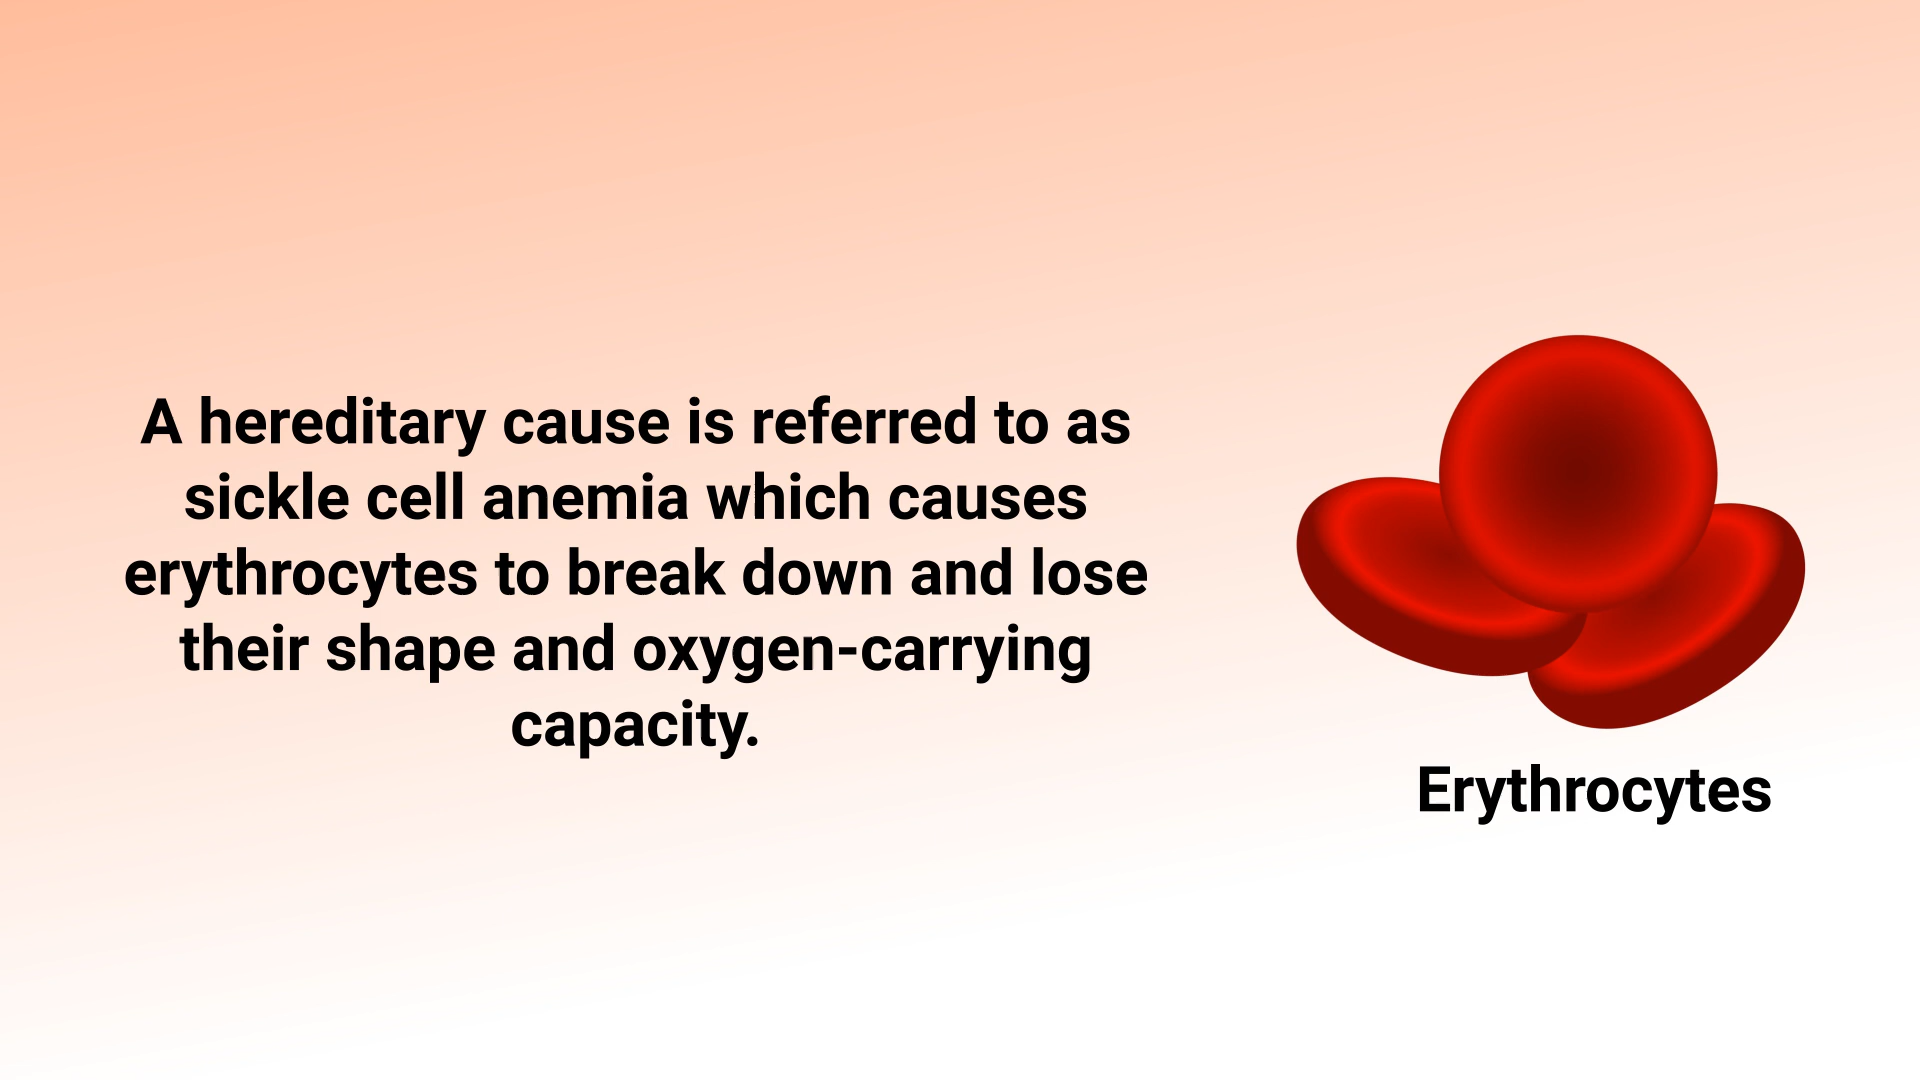 A hereditary cause is referred to as
sickle cell anemia which causes
erythrocytes to break down and lose
their shape and oxygen-carrying
capacity.
Erythrocytes